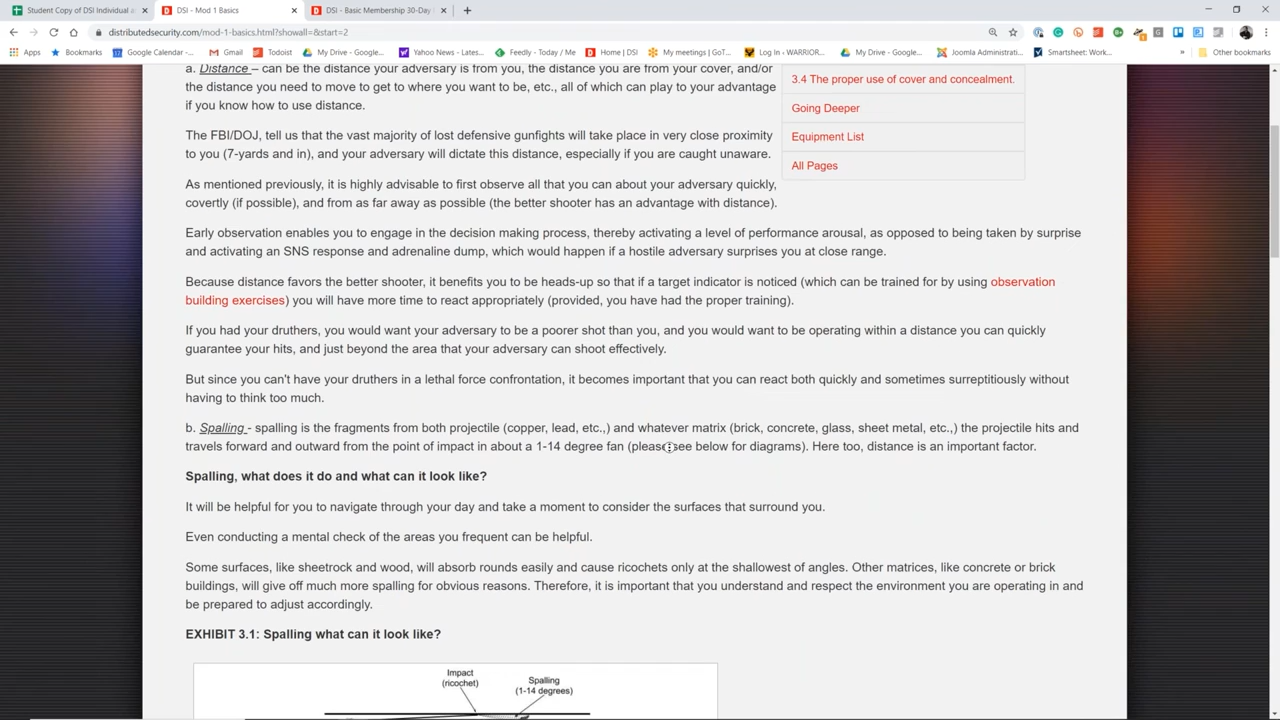 Student Copy of DSI Individual a
DSI - Mod 1 Basics
DSI - Basic Membership 30-Day
distributedsecurity.com/mod-1-basics.html?showall=&start=2
Apps
Bookmarks
Google Calendar -...
Gmail
Todoist
My Drive - Google...
Yahoo News - Lates...
Feedly - Today / Me
Home | DSI
My meetings | GoT...
Log In ‹ WARRIOR...
My Drive - Google...
Joomla Administrati...
Smartsheet: Work...
»
Other bookmarks
a. Distance – can be the distance your adversary is from you, the distance you are from your cover, and/or
the distance you need to move to get to where you want to be, etc., all of which can play to your advantage
if you know how to use distance.
3.4 The proper use of cover and concealment.
Going Deeper
Equipment List
All Pages
The FBI/DOJ, tell us that the vast majority of lost defensive gunfights will take place in very close proximity
to you (7-yards and in), and your adversary will dictate this distance, especially if you are caught unaware.
As mentioned previously, it is highly advisable to first observe all that you can about your adversary quickly,
covertly (if possible), and from as far away as possible (the better shooter has an advantage with distance).
Early observation enables you to engage in the decision making process, thereby activating a level of performance arousal, as opposed to being taken by surprise
and activating an SNS response and adrenaline dump, which would happen if a hostile adversary surprises you at close range.
Because distance favors the better shooter, it benefits you to be heads-up so that if a target indicator is noticed (which can be trained for by using observation
building exercises) you will have more time to react appropriately (provided, you have had the proper training).
If you had your druthers, you would want your adversary to be a poorer shot than you, and you would want to be operating within a distance you can quickly
guarantee your hits, and just beyond the area that your adversary can shoot effectively.
But since you can't have your druthers in a lethal force confrontation, it becomes important that you can react both quickly and sometimes surreptitiously without
having to think too much.
b. Spalling - spalling is the fragments from both projectile (copper, lead, etc.,) and whatever matrix (brick, concrete, glass, sheet metal, etc.,) the projectile hits and
travels forward and outward from the point of impact in about a 1-14 degree fan (please see below for diagrams). Here too, distance is an important factor.
Spalling, what does it do and what can it look like?
It will be helpful for you to navigate through your day and take a moment to consider the surfaces that surround you.
Even conducting a mental check of the areas you frequent can be helpful.
Some surfaces, like sheetrock and wood, will absorb rounds easily and cause ricochets only at the shallowest of angles. Other matrices, like concrete or brick
buildings, will give off much more spalling for obvious reasons. Therefore, it is important that you understand and respect the environment you are operating in and
be prepared to adjust accordingly.
EXHIBIT 3.1: Spalling what can it look like?
Impact
(ricochet)
Spalling
(1-14 degrees)